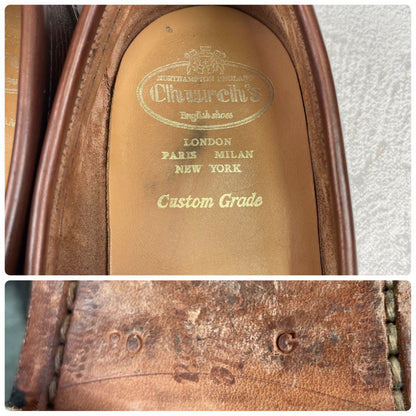 NORTHAMPTON ENGLAND
Church's
English shoes
LONDON
PARIS MILAN
NEW YORK
Custom Grade
G